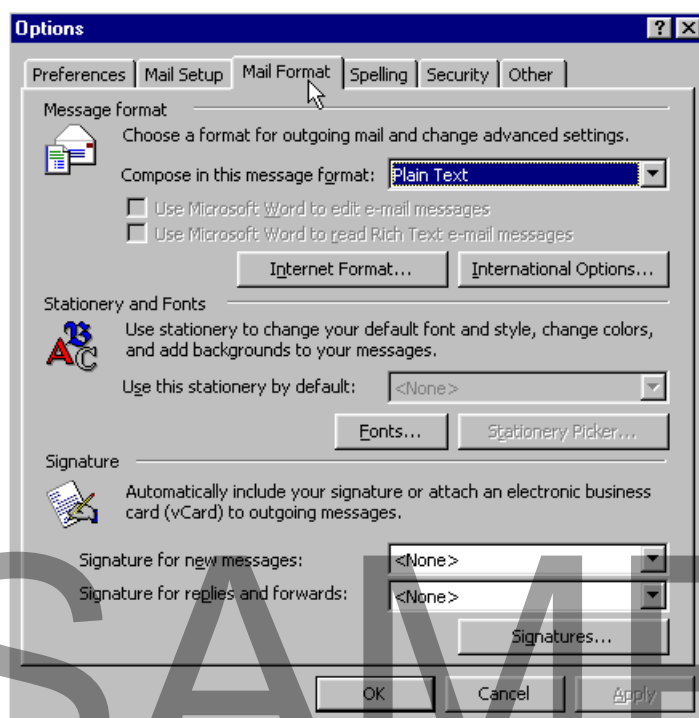 Options
Preferences Mail Setup Mail Format Spelling Security Other
Message format
Choose a format for outgoing mail and change advanced settings.
Compose in this message format: Plain Text
Use Microsoft Word to edit e-mail messages
Use Microsoft Word to read Rich Text e-mail messages
Internet Format... International Options...
Stationery and Fonts
Use stationery to change your default font and style, change colors,
and add backgrounds to your messages.
Use this stationery by default: <None>
Fonts... Stationery Picker...
Signature
Automatically include your signature or attach an electronic business
card (vCard) to outgoing messages.
Signature for new messages: <None>
Signature for replies and forwards: <None>
Signatures...
OK Cancel Apply
SAMP